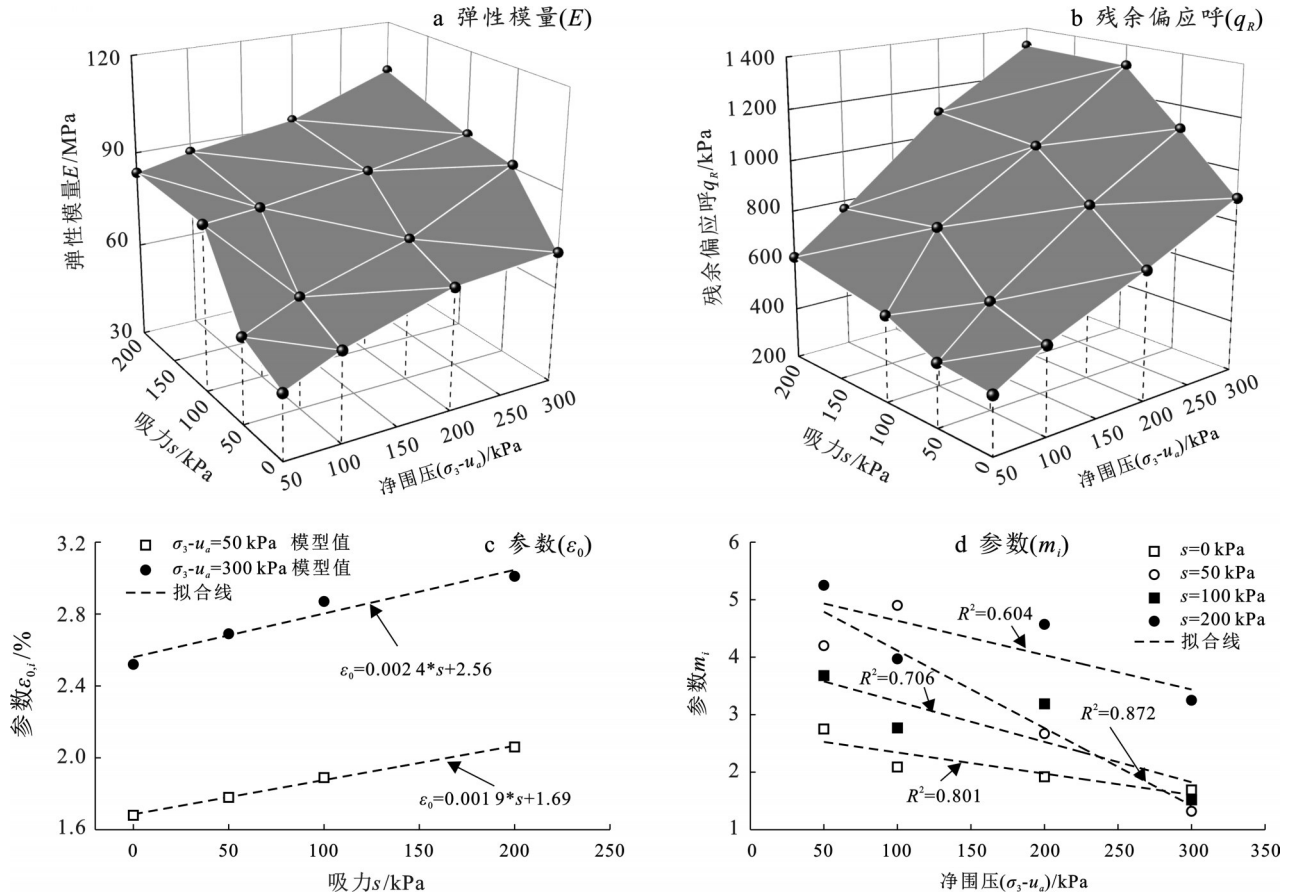 a 弹性模量(E)
120
90
60
30
弹性模量E/MPa
200
150
100
50
0
吸力s/kPa
50
100
150
200
250
300
净围压(σ₃-uₐ)/kPa
b 残余偏应呼(q_R)
1 400
1 200
1 000
800
600
400
200
残余偏应呼q_R/kPa
200
150
100
50
0
吸力s/kPa
50
100
150
200
250
300
净围压(σ₃-uₐ)/kPa
c 参数(ε₀)
σ₃-uₐ=50 kPa 模型值
σ₃-uₐ=300 kPa 模型值
拟合线
3.2
2.8
2.4
2.0
1.6
参数ε₀,ᵢ/%
ε₀=0.002 4*s+2.56
ε₀=0.001 9*s+1.69
0 50 100 150 200 250
吸力s/kPa
d 参数(mᵢ)
s=0 kPa
s=50 kPa
s=100 kPa
s=200 kPa
拟合线
6
5
4
3
2
1
参数mᵢ
R²=0.604
R²=0.706
R²=0.872
R²=0.801
0 50 100 150 200 250 300 350
净围压(σ₃-uₐ)/kPa